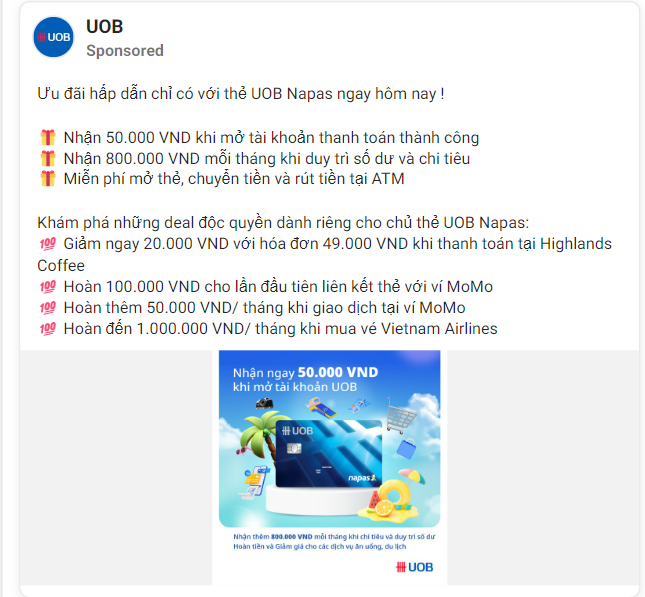 UOB
UOB
Sponsored
Ưu đãi hấp dẫn chỉ có với thẻ UOB Napas ngay hôm nay !
🎁 Nhận 50.000 VND khi mở tài khoản thanh toán thành công
🎁 Nhận 800.000 VND mỗi tháng khi duy trì số dư và chi tiêu
🎁 Miễn phí mở thẻ, chuyển tiền và rút tiền tại ATM
Khám phá những deal độc quyền dành riêng cho chủ thẻ UOB Napas:
💯 Giảm ngay 20.000 VND với hóa đơn 49.000 VND khi thanh toán tại Highlands
Coffee
💯 Hoàn 100.000 VND cho lần đầu tiên liên kết thẻ với ví MoMo
💯 Hoàn thêm 50.000 VND/ tháng khi giao dịch tại ví MoMo
💯 Hoàn đến 1.000.000 VND/ tháng khi mua vé Vietnam Airlines
Nhận ngay 50.000 VND
khi mở tài khoản UOB
UOB
napas
Nhận thêm 800.000 VND mỗi tháng khi chi tiêu và duy trì số dư
Hoàn tiền và Giảm giá cho các dịch vụ ăn uống, du lịch
UOB